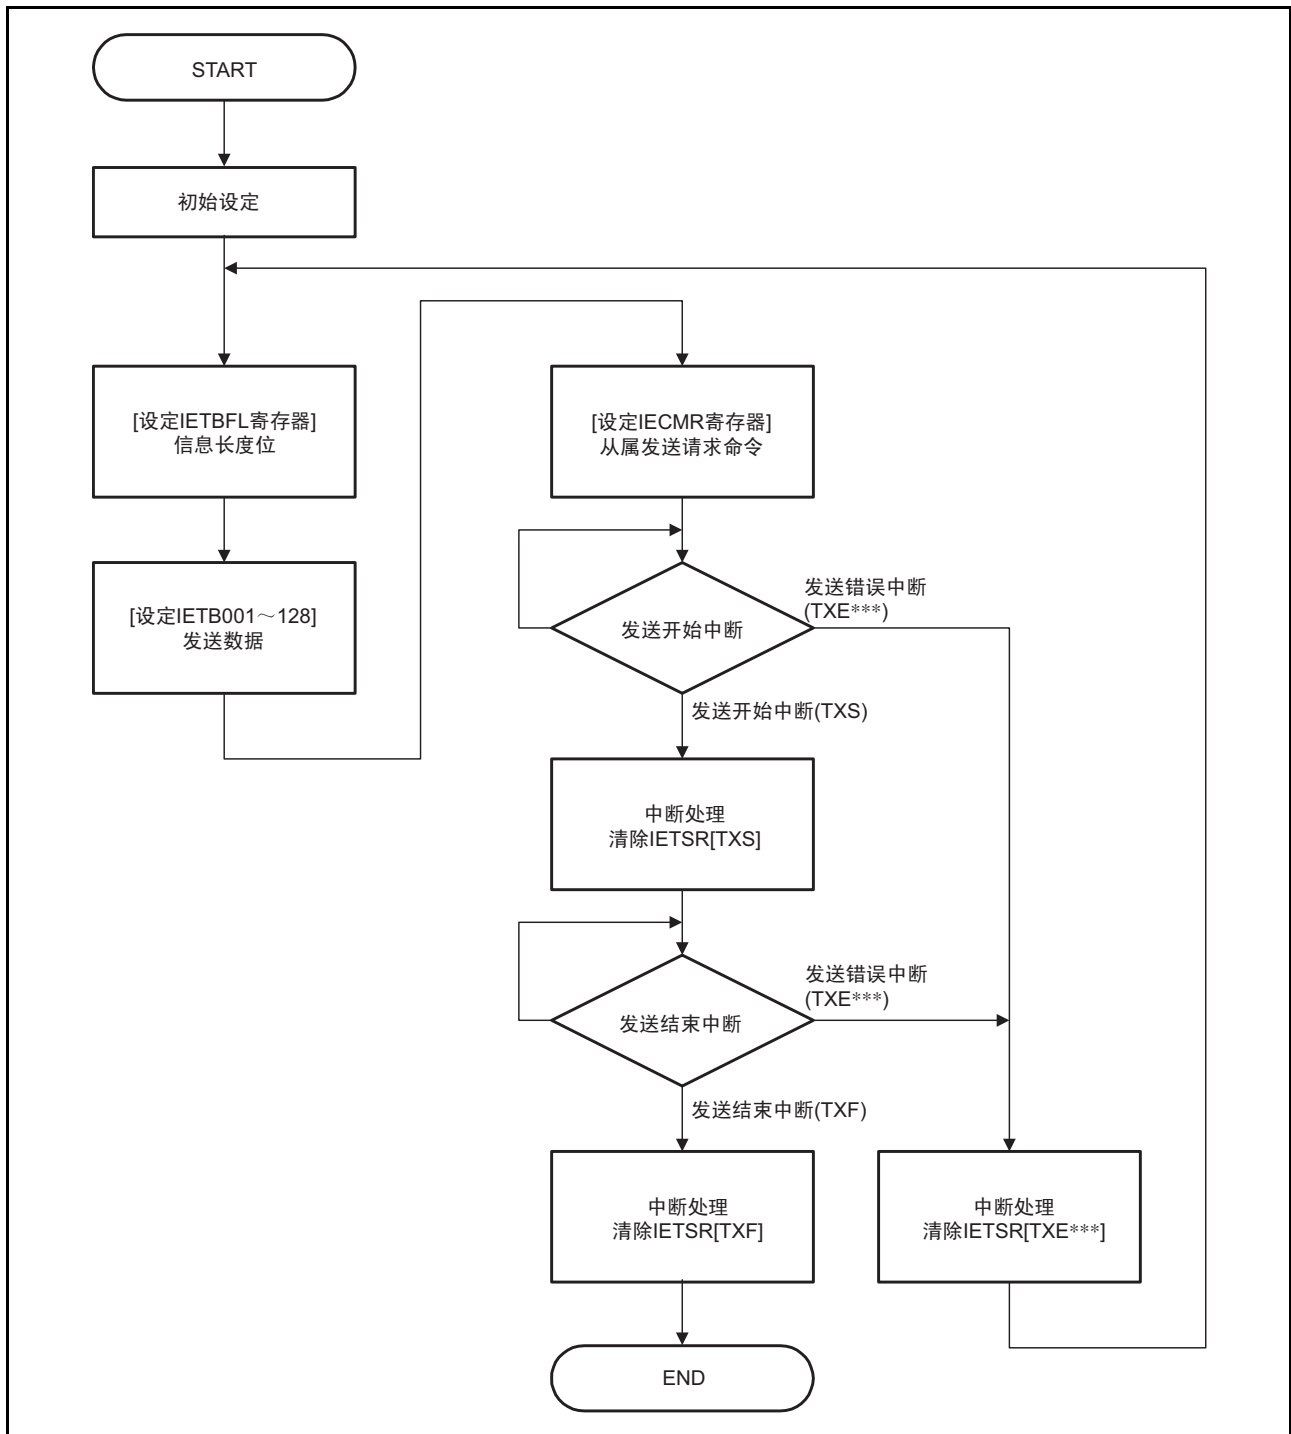 START
初始设定
[设定IETBFL寄存器]
信息长度位
[设定IETB001～128]
发送数据
[设定IECMR寄存器]
从属发送请求命令
发送开始中断
发送错误中断
(TXE***)
发送开始中断(TXS)
中断处理
清除IETSR[TXS]
发送结束中断
发送错误中断
(TXE***)
发送结束中断(TXF)
中断处理
清除IETSR[TXF]
中断处理
清除IETSR[TXE***]
END